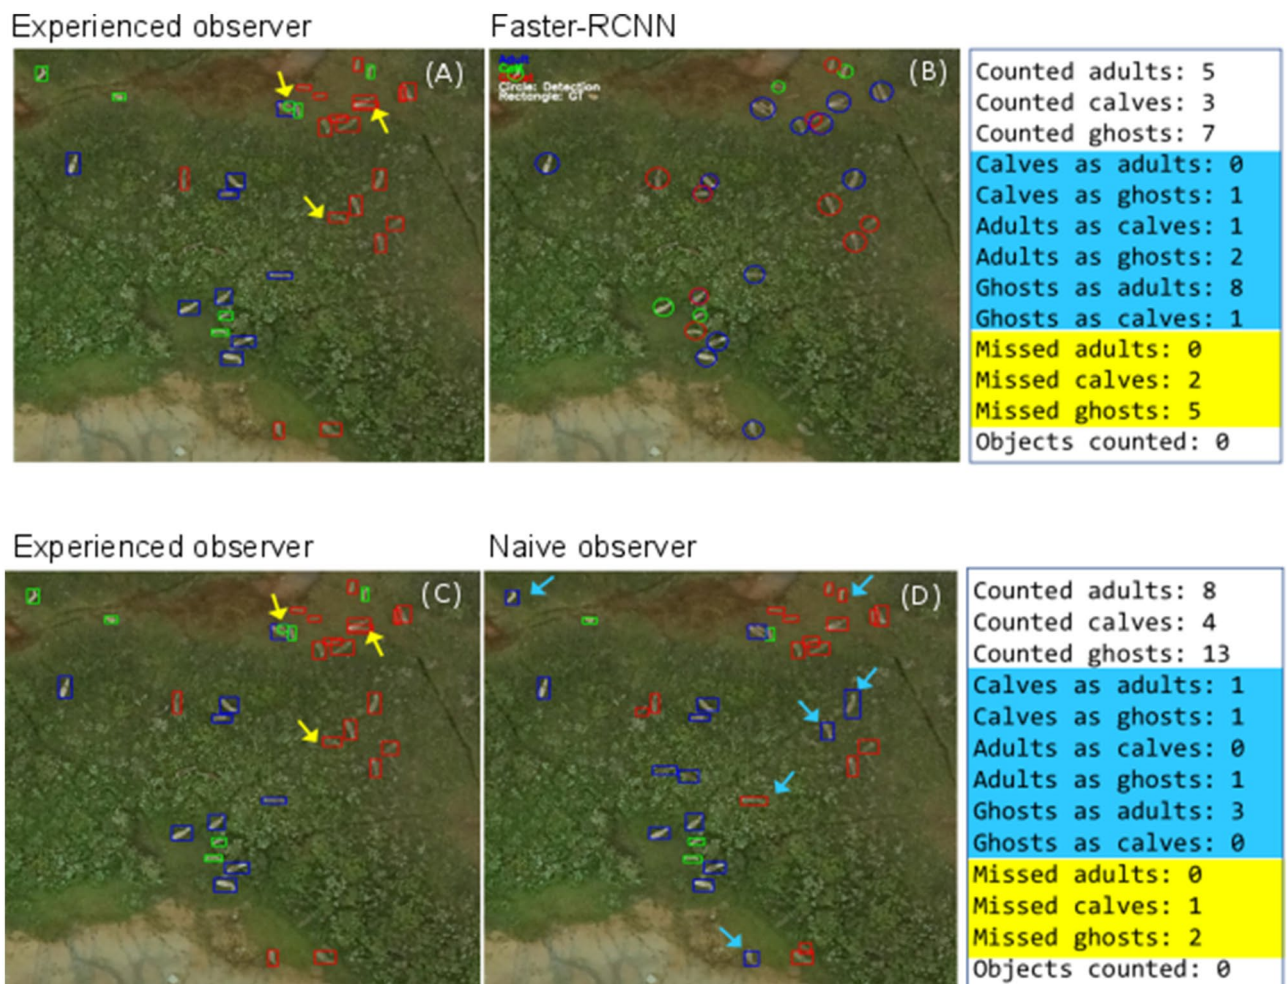 Experienced observer
Faster-RCNN
(A)
(B)
Adult
Circle: Detection
Rectangle: GT
Counted adults: 5
Counted calves: 3
Counted ghosts: 7
Calves as adults: 0
Calves as ghosts: 1
Adults as calves: 1
Adults as ghosts: 2
Ghosts as adults: 8
Ghosts as calves: 1
Missed adults: 0
Missed calves: 2
Missed ghosts: 5
Objects counted: 0
Experienced observer
Naive observer
(C)
(D)
Counted adults: 8
Counted calves: 4
Counted ghosts: 13
Calves as adults: 1
Calves as ghosts: 1
Adults as calves: 0
Adults as ghosts: 1
Ghosts as adults: 3
Ghosts as calves: 0
Missed adults: 0
Missed calves: 1
Missed ghosts: 2
Objects counted: 0